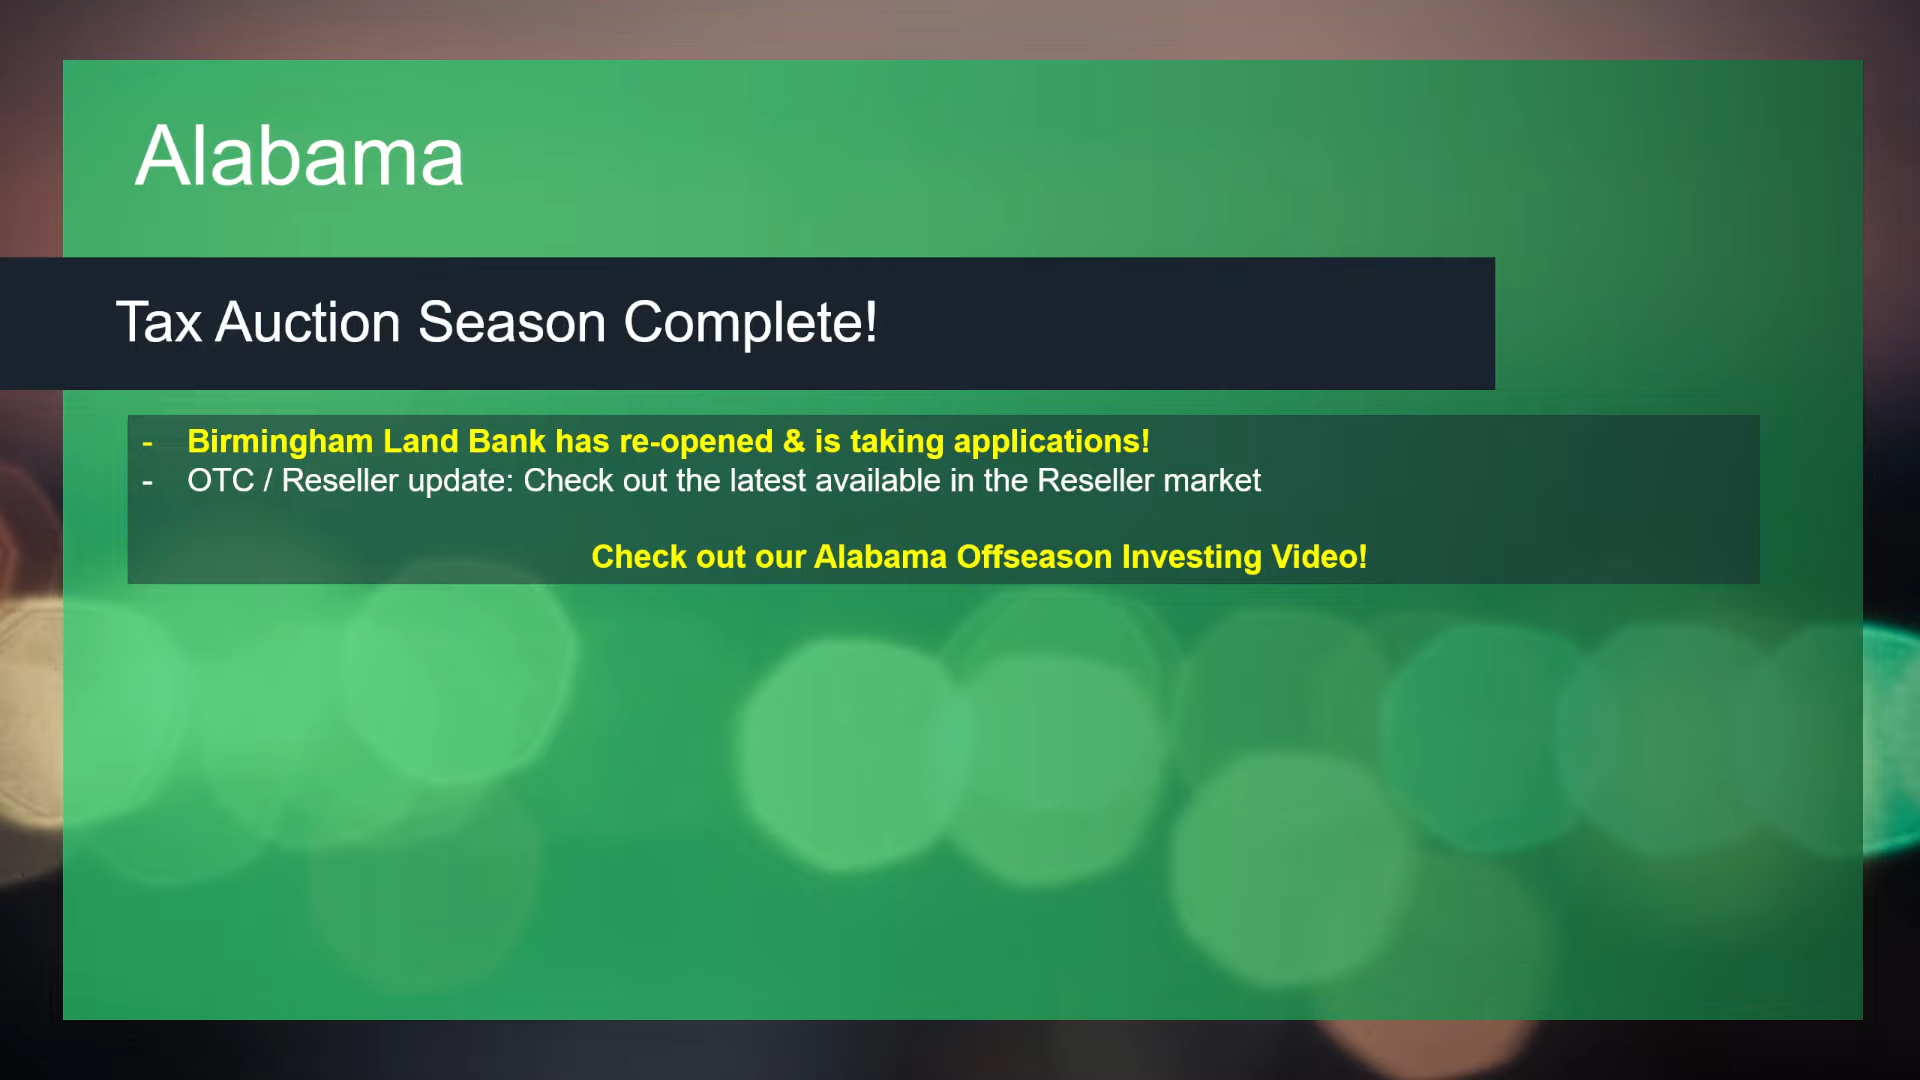 Alabama
Tax Auction Season Complete!
- Birmingham Land Bank has re-opened & is taking applications!
- OTC / Reseller update: Check out the latest available in the Reseller market
Check out our Alabama Offseason Investing Video!